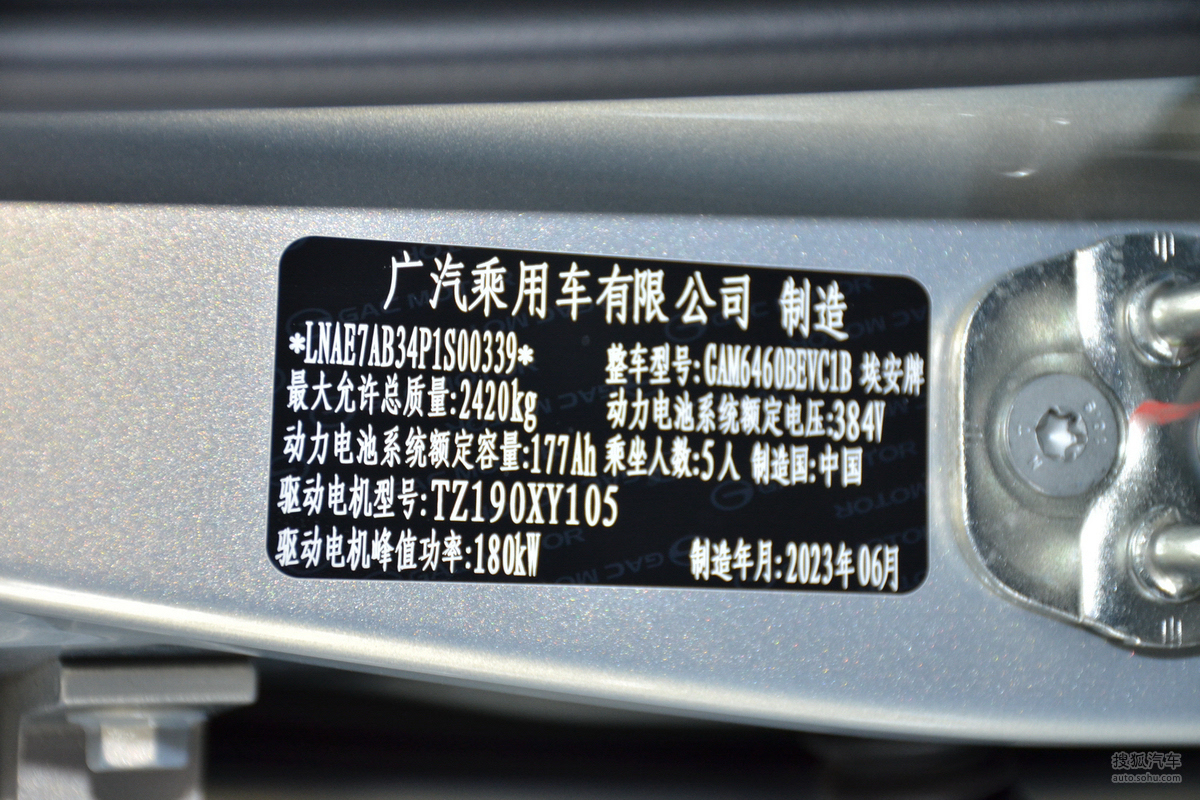 广汽乘用车有限公司 制造
*LNAE7AB34P1S00339* 整车型号:GAM6460BEVC1B 埃安牌
最大允许总质量:2420kg 动力电池系统额定电压:384V
动力电池系统额定容量:177Ah 乘坐人数:5人 制造国:中国
驱动电机型号:TZ190XY105
驱动电机峰值功率:180kW 制造年月:2023年06月
GAC MOTOR
搜狐汽车
auto.sohu.com